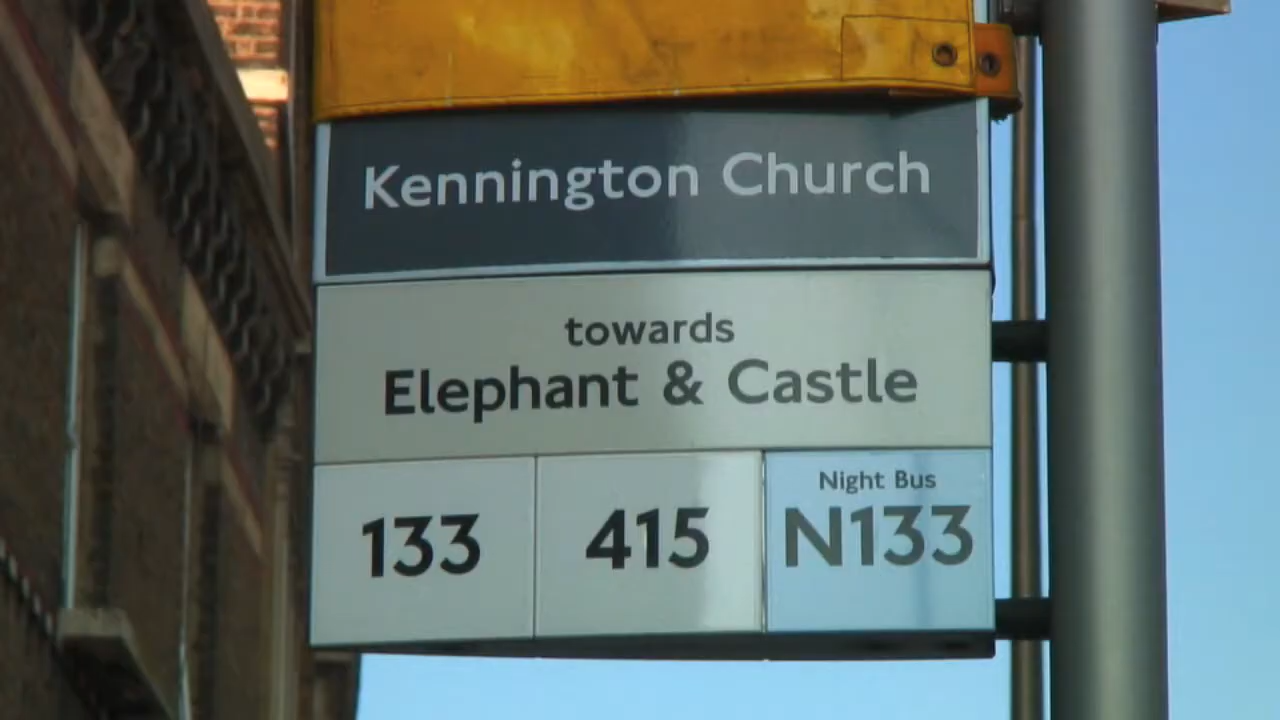 Kennington Church
towards
Elephant & Castle
133
415
Night Bus
N133